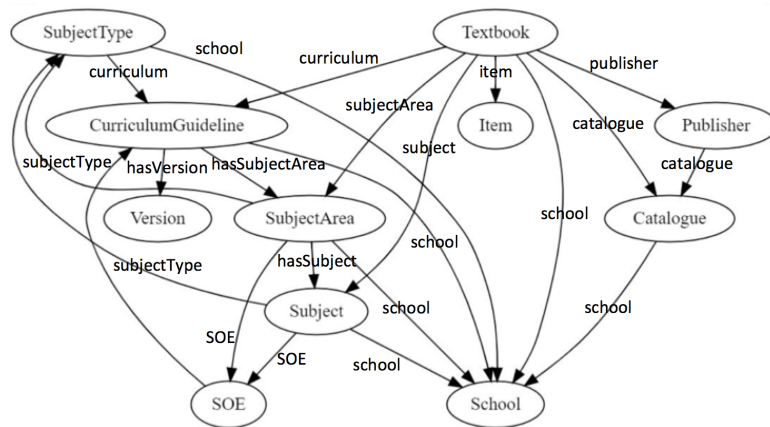 SubjectType
Textbook
school
curriculum
publisher
curriculum
item
subjectArea
CurriculumGuideline
Item
Publisher
catalogue
subject
subjectType
hasVersion
hasSubjectArea
catalogue
Version
SubjectArea
school
Catalogue
school
subjectType
hasSubject
Subject
school
school
SOE
SOE
school
SOE
School